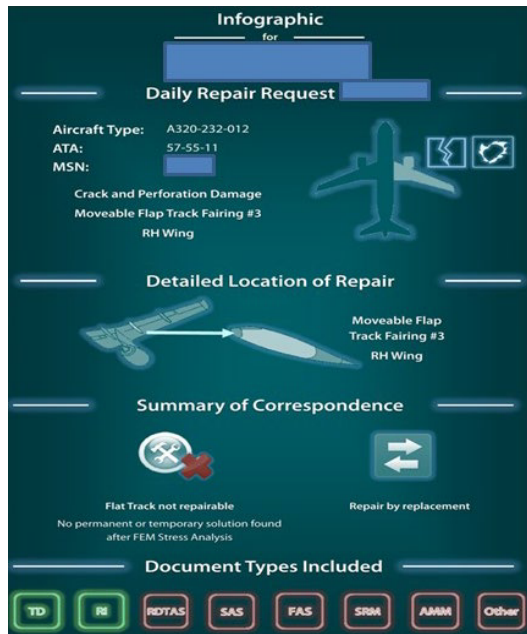 Infographic
for
Daily Repair Request
Aircraft Type: A320-232-012
ATA: 57-55-11
MSN:
Crack and Perforation Damage
Moveable Flap Track Fairing #3
RH Wing
Detailed Location of Repair
Moveable Flap
Track Fairing #3
RH Wing
Summary of Correspondence
Flat Track not repairable
No permanent or temporary solution found
after FEM Stress Analysis
Repair by replacement
Document Types Included
TD RI RDTAS SAS FAS SRM AMM Other